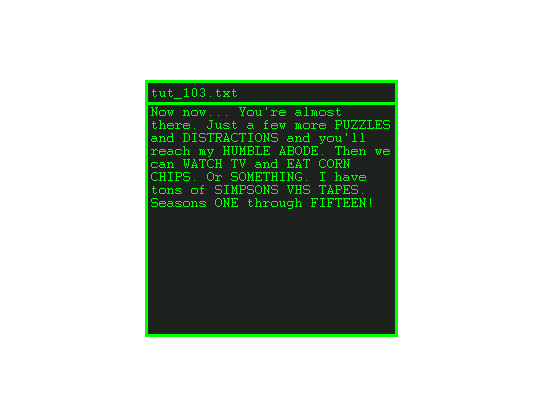 tut_103.txt
Now now... You're almost
there. Just a few more PUZZLES
and DISTRACTIONS and you'll
reach my HUMBLE ABODE. Then we
can WATCH TV and EAT CORN
CHIPS. Or SOMETHING. I have
tons of SIMPSONS VHS TAPES.
Seasons ONE through FIFTEEN!